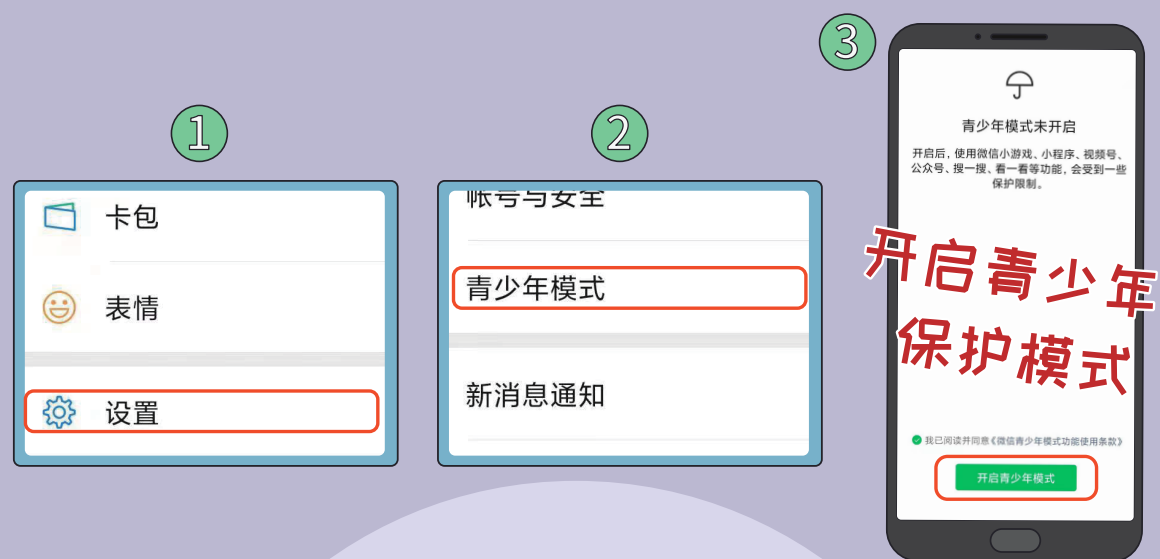 1
卡包
表情
设置
2
帐号与安全
青少年模式
新消息通知
3
青少年模式未开启
开启后，使用微信小游戏、小程序、视频号、
公众号、搜一搜、看一看等功能，会受到一些
保护限制。
开启青少年
保护模式
我已阅读并同意《微信青少年模式功能使用条款》
开启青少年模式